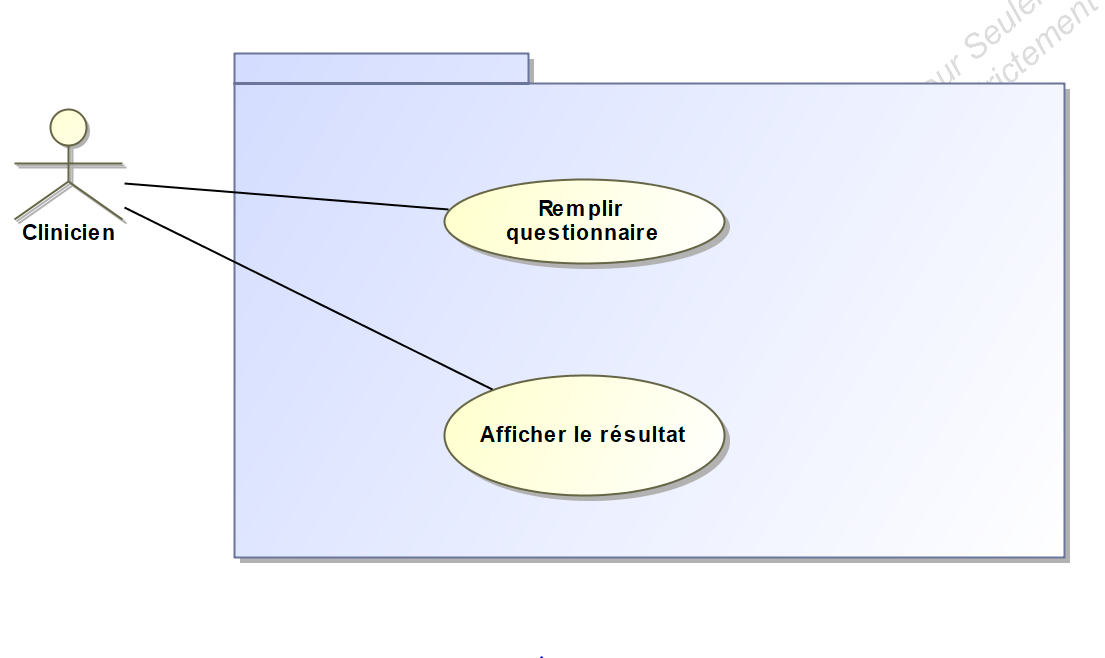 Clinicien
Remplir
questionnaire
Afficher le résultat